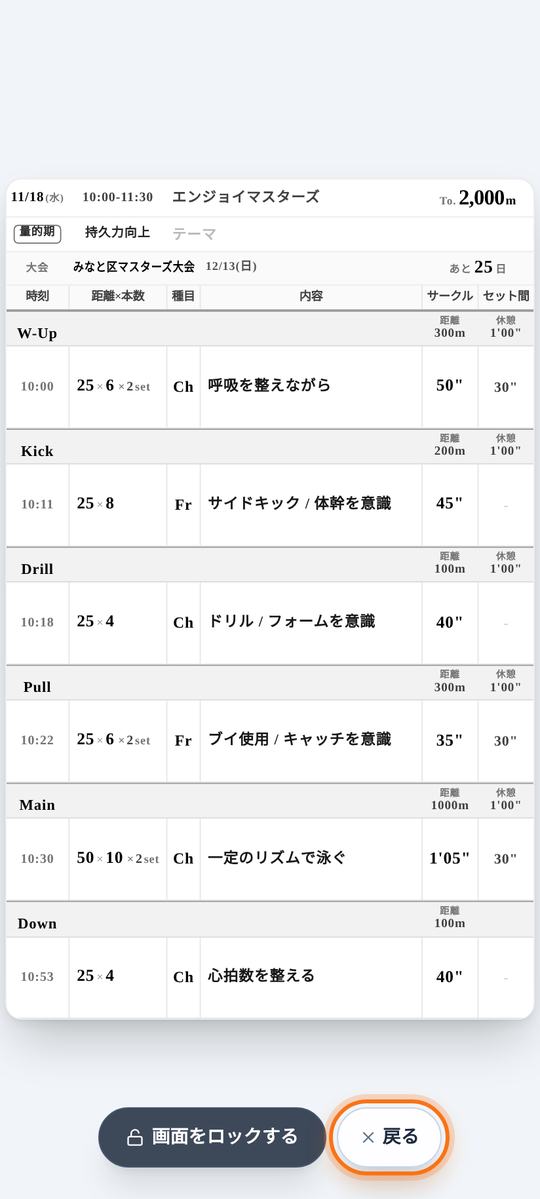 11/18(水) 10:00-11:30 エンジョイマスターズ To. 2,000m
量的期 持久力向上 テーマ
大会 みなと区マスターズ大会 12/13(日) あと 25 日
時刻 距離×本数 種目 内容 サークル セット間
W-Up 距離 300m 休憩 1'00"
10:00 25×6 ×2set Ch 呼吸を整えながら 50" 30"
Kick 距離 200m 休憩 1'00"
10:11 25×8 Fr サイドキック / 体幹を意識 45" -
Drill 距離 100m 休憩 1'00"
10:18 25×4 Ch ドリル / フォームを意識 40" -
Pull 距離 300m 休憩 1'00"
10:22 25×6 ×2set Fr ブイ使用 / キャッチを意識 35" 30"
Main 距離 1000m 休憩 1'00"
10:30 50×10 ×2set Ch 一定のリズムで泳ぐ 1'05" 30"
Down 距離 100m
10:53 25×4 Ch 心拍数を整える 40" -
画面をロックする × 戻る